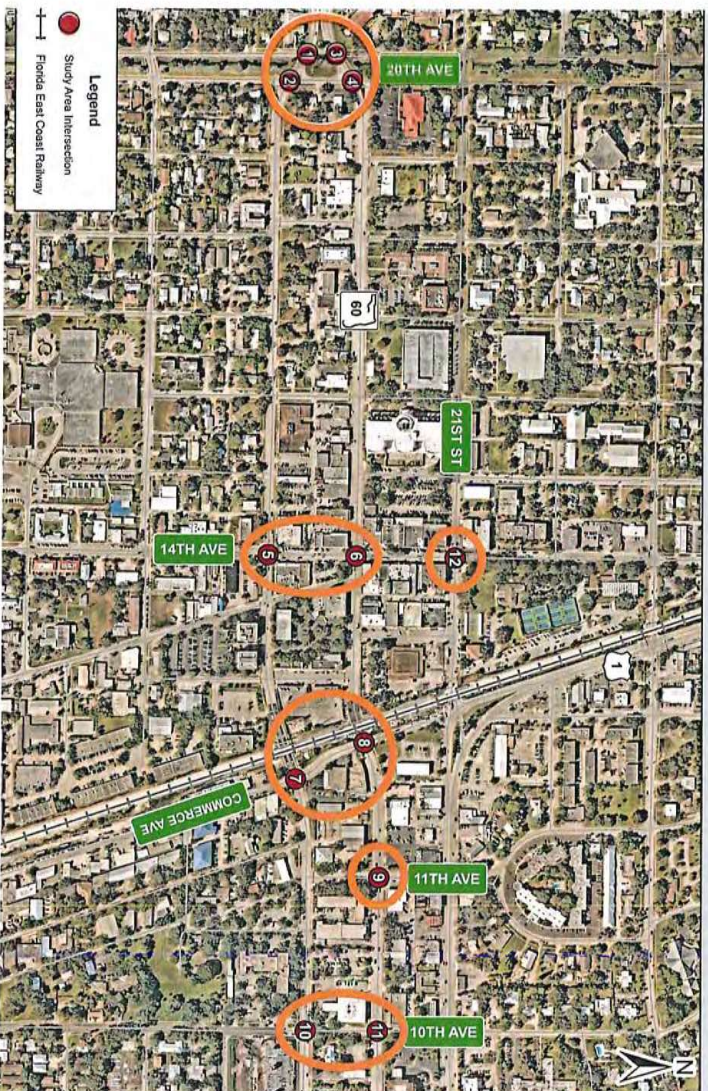 Legend
Study Area Intersection
Florida East Coast Railway
20TH AVE
1
2
3
4
60
21ST ST
14TH AVE
5
6
12
1
8
7
COMMERCE AVE
9
11TH AVE
10
11
10TH AVE
N